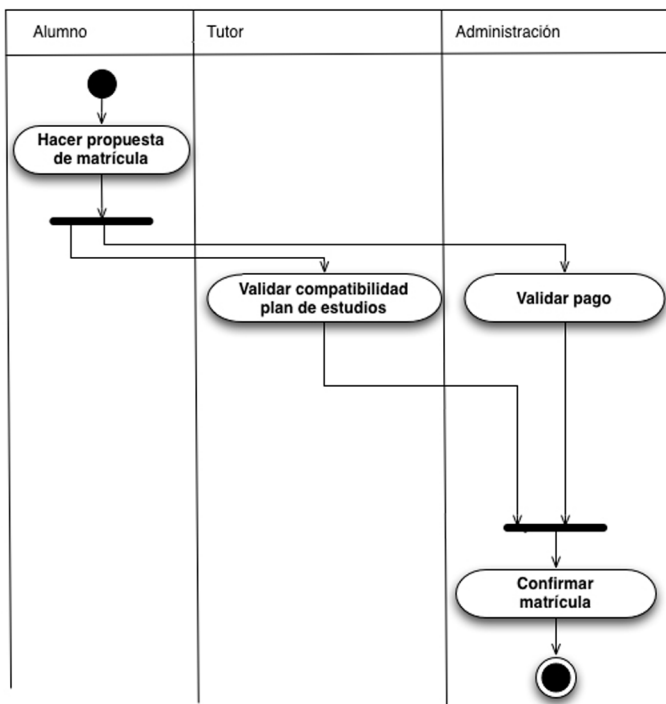 Alumno
Tutor
Administración
Hacer propuesta
de matrícula
Validar compatibilidad
plan de estudios
Validar pago
Confirmar
matrícula